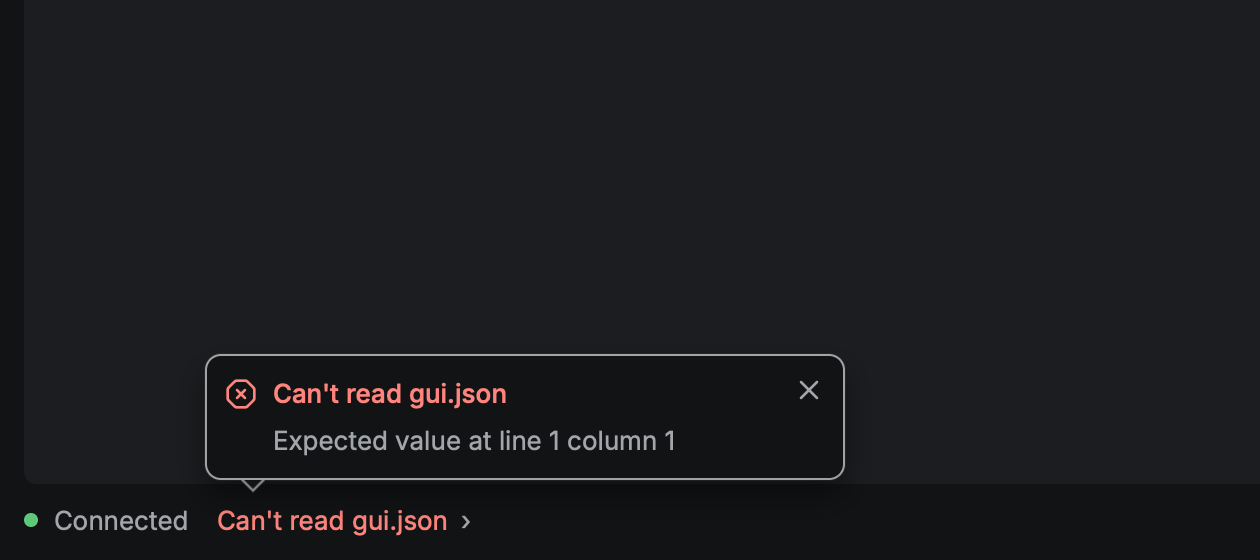 Can't read gui.json
Expected value at line 1 column 1
Connected Can't read gui.json ›